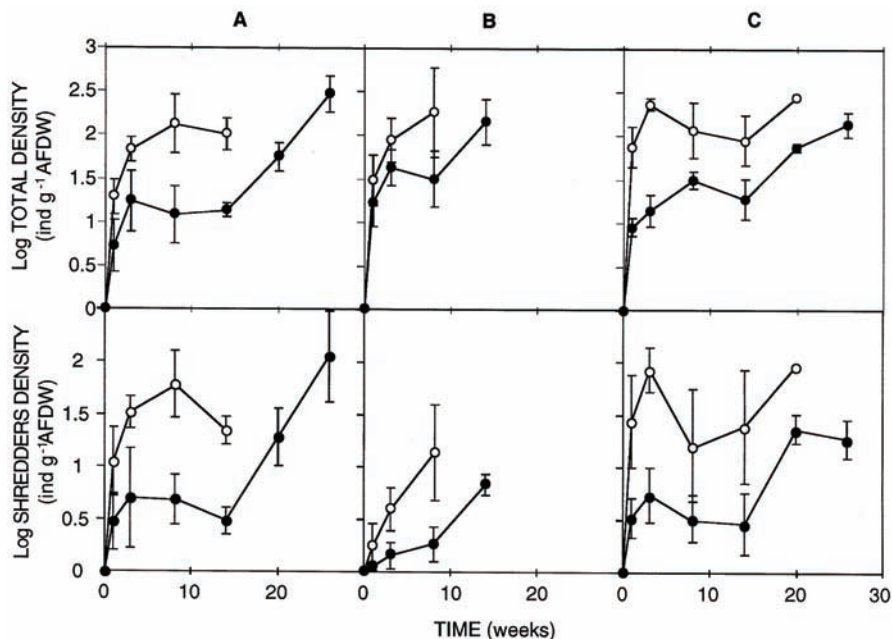 A B C
3
2.5
2
1.5
1
0.5
0
Log TOTAL DENSITY
(ind g⁻¹ AFDW)
2
1.5
1
0.5
0
Log SHREDDERS DENSITY
(ind g⁻¹AFDW)
0 10 20 0 10 20 0 10 20 30
TIME (weeks)